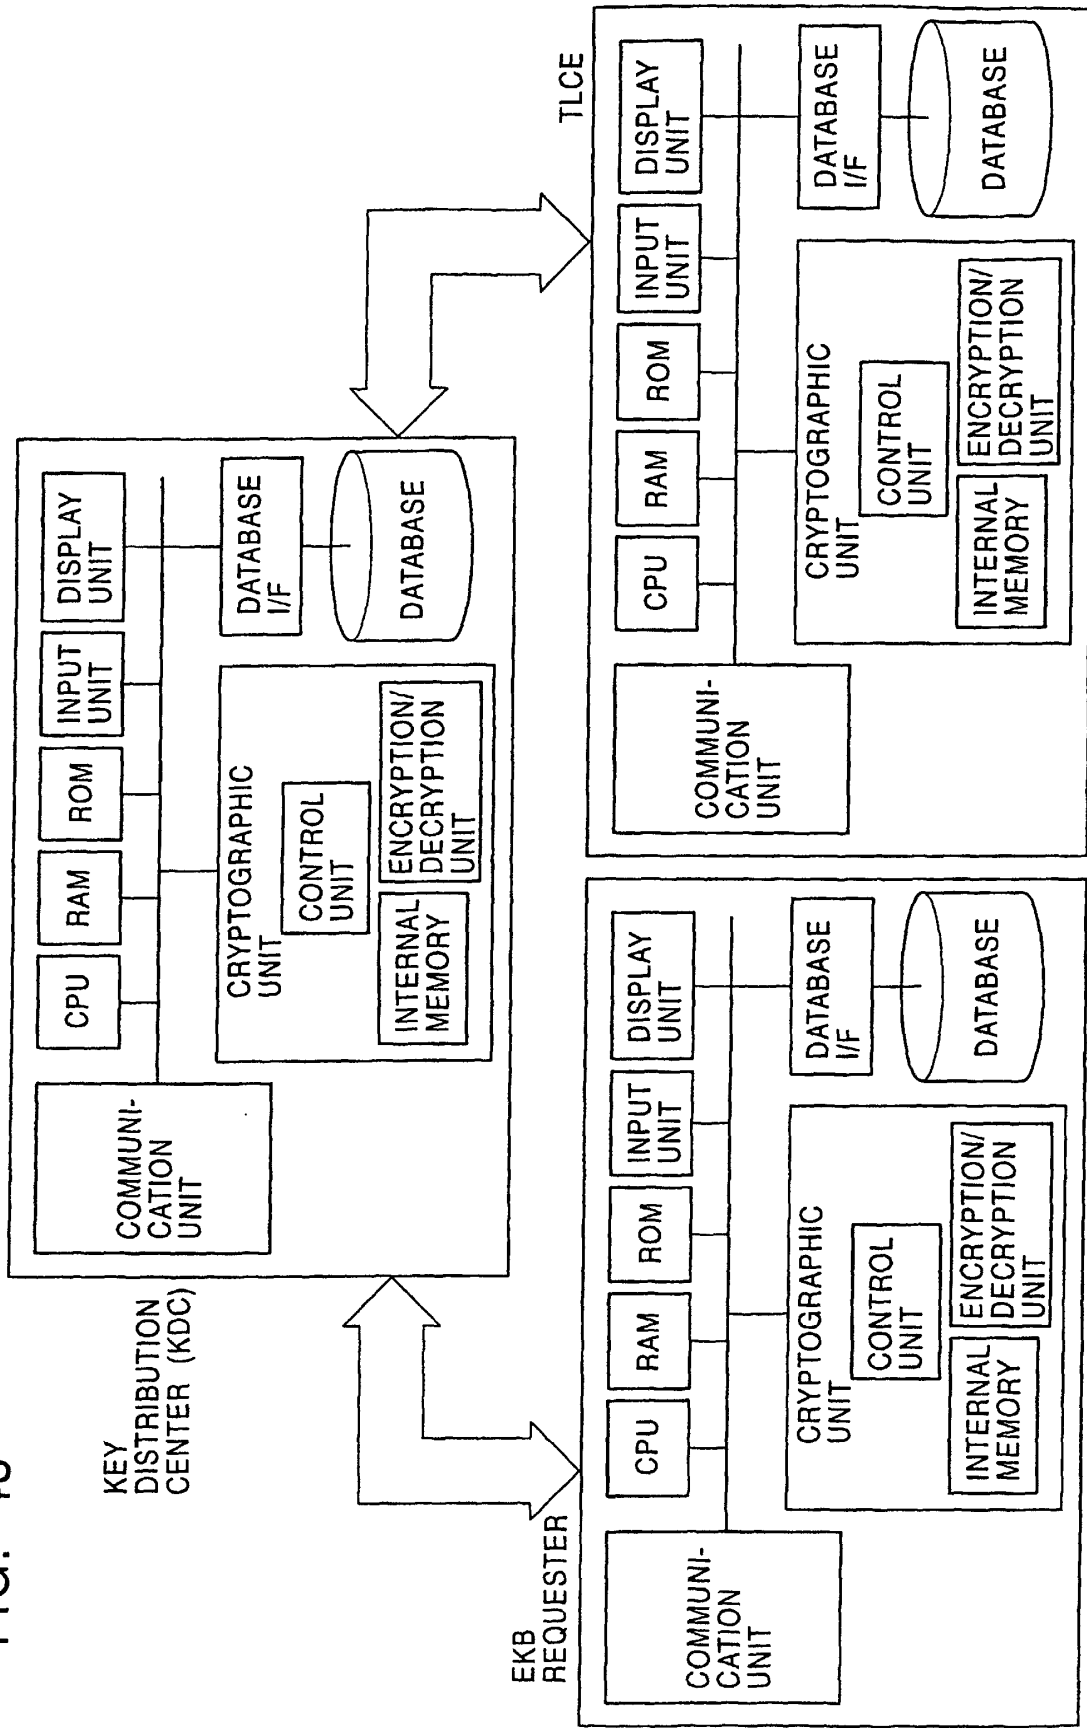 KEY
DISTRIBUTION
CENTER (KDC)
COMMUNI-
CATION
UNIT
CPU
RAM
ROM
INPUT
UNIT
DISPLAY
UNIT
CRYPTOGRAPHIC
UNIT
CONTROL
UNIT
INTERNAL
MEMORY
ENCRYPTION/
DECRYPTION
UNIT
DATABASE
I/F
DATABASE
EKB
REQUESTER
COMMUNI-
CATION
UNIT
CPU
RAM
ROM
INPUT
UNIT
DISPLAY
UNIT
CRYPTOGRAPHIC
UNIT
CONTROL
UNIT
INTERNAL
MEMORY
ENCRYPTION/
DECRYPTION
UNIT
DATABASE
I/F
DATABASE
TLCE
COMMUNI-
CATION
UNIT
CPU
RAM
ROM
INPUT
UNIT
DISPLAY
UNIT
CRYPTOGRAPHIC
UNIT
CONTROL
UNIT
INTERNAL
MEMORY
ENCRYPTION/
DECRYPTION
UNIT
DATABASE
I/F
DATABASE